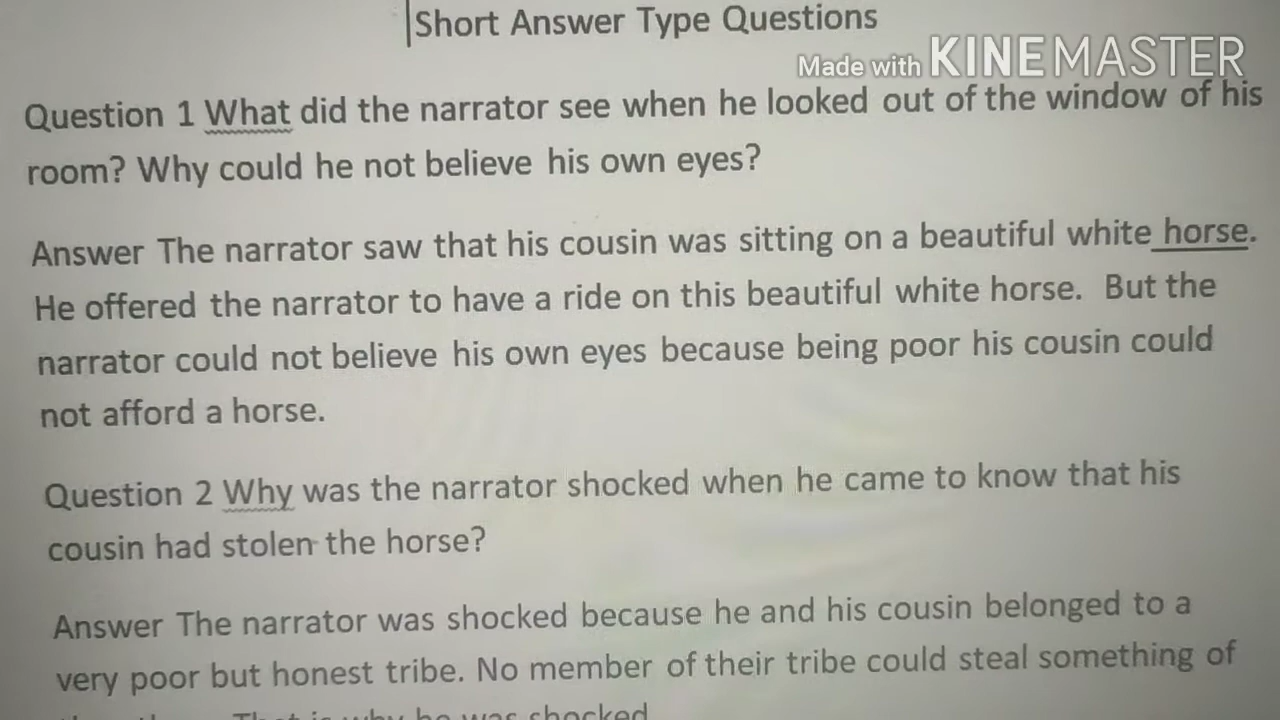 Short Answer Type Questions
Made with KINEMASTER
Question 1 What did the narrator see when he looked out of the window of his
room? Why could he not believe his own eyes?
Answer The narrator saw that his cousin was sitting on a beautiful white horse.
He offered the narrator to have a ride on this beautiful white horse. But the
narrator could not believe his own eyes because being poor his cousin could
not afford a horse.
Question 2 Why was the narrator shocked when he came to know that his
cousin had stolen the horse?
Answer The narrator was shocked because he and his cousin belonged to a
very poor but honest tribe. No member of their tribe could steal something of
That is why he was shocked